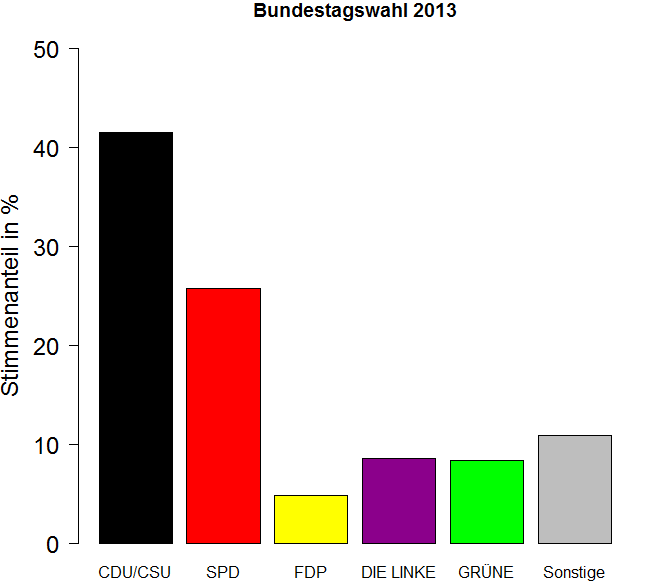 Bundestagswahl 2013
Stimmenanteil in %
50
40
30
20
10
0
CDU/CSU SPD FDP DIE LINKE GRÜNE Sonstige